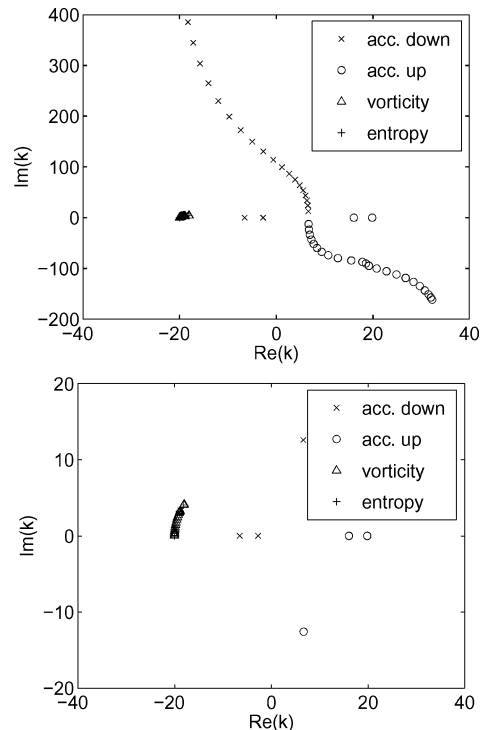 400
300
200
100
0
−100
−200
Im(k)
−40 −20 0 20 40
Re(k)
acc. down
acc. up
vorticity
entropy
20
10
0
−10
−20
Im(k)
−40 −20 0 20 40
Re(k)
acc. down
acc. up
vorticity
entropy